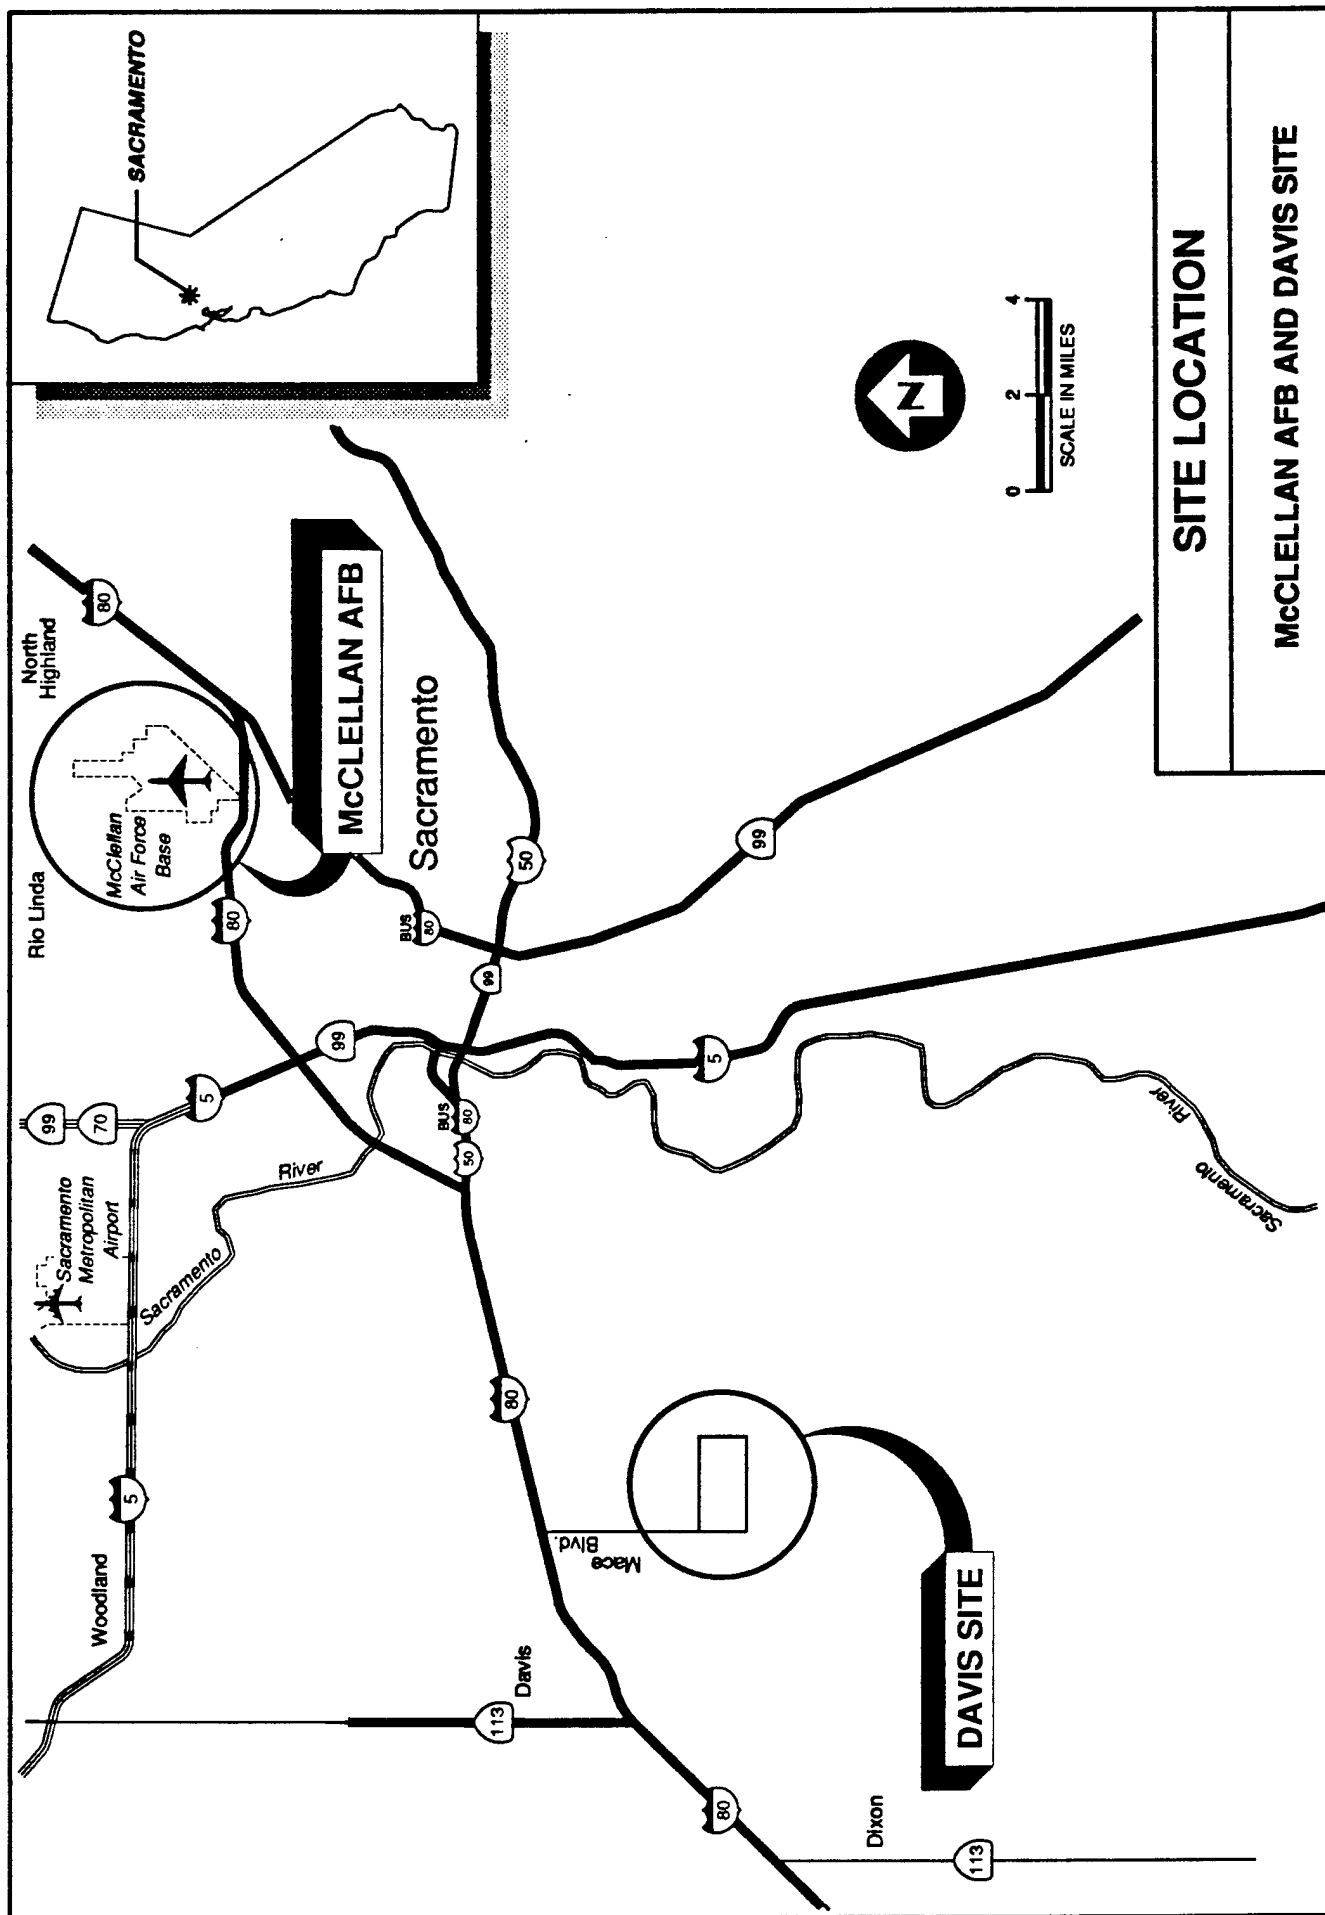 SACRAMENTO
North
Highland
80
Rio Linda
McClellan
Air Force
Base
McCLELLAN AFB
Sacramento
80
BUS
80
50
99
99
99
5
99
70
5
Sacramento
Metropolitan
Airport
Sacramento
River
BUS
80
50
80
5
Woodland
Mace
Blvd.
Davis
113
80
Dixon
113
DAVIS SITE
Sacramento
River
N
0 2 4
SCALE IN MILES
SITE LOCATION
McCLELLAN AFB AND DAVIS SITE